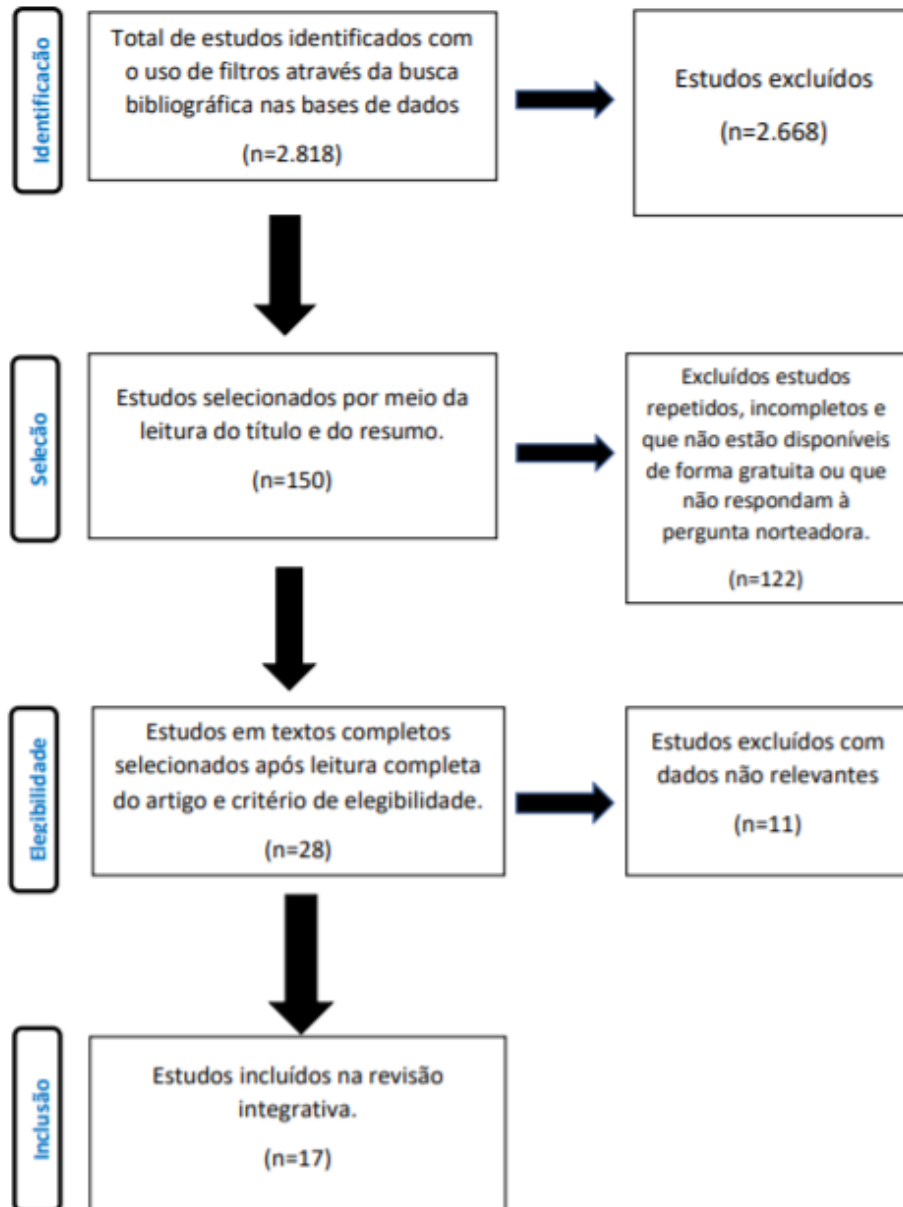 Identificação
Total de estudos identificados com
o uso de filtros através da busca
bibliográfica nas bases de dados
(n=2.818)
Estudos excluídos
(n=2.668)
Seleção
Estudos selecionados por meio da
leitura do título e do resumo.
(n=150)
Excluídos estudos
repetidos, incompletos e
que não estão disponíveis
de forma gratuita ou que
não respondam à
pergunta norteadora.
(n=122)
Elegibilidade
Estudos em textos completos
selecionados após leitura completa
do artigo e critério de elegibilidade.
(n=28)
Estudos excluídos com
dados não relevantes
(n=11)
Inclusão
Estudos incluídos na revisão
integrativa.
(n=17)